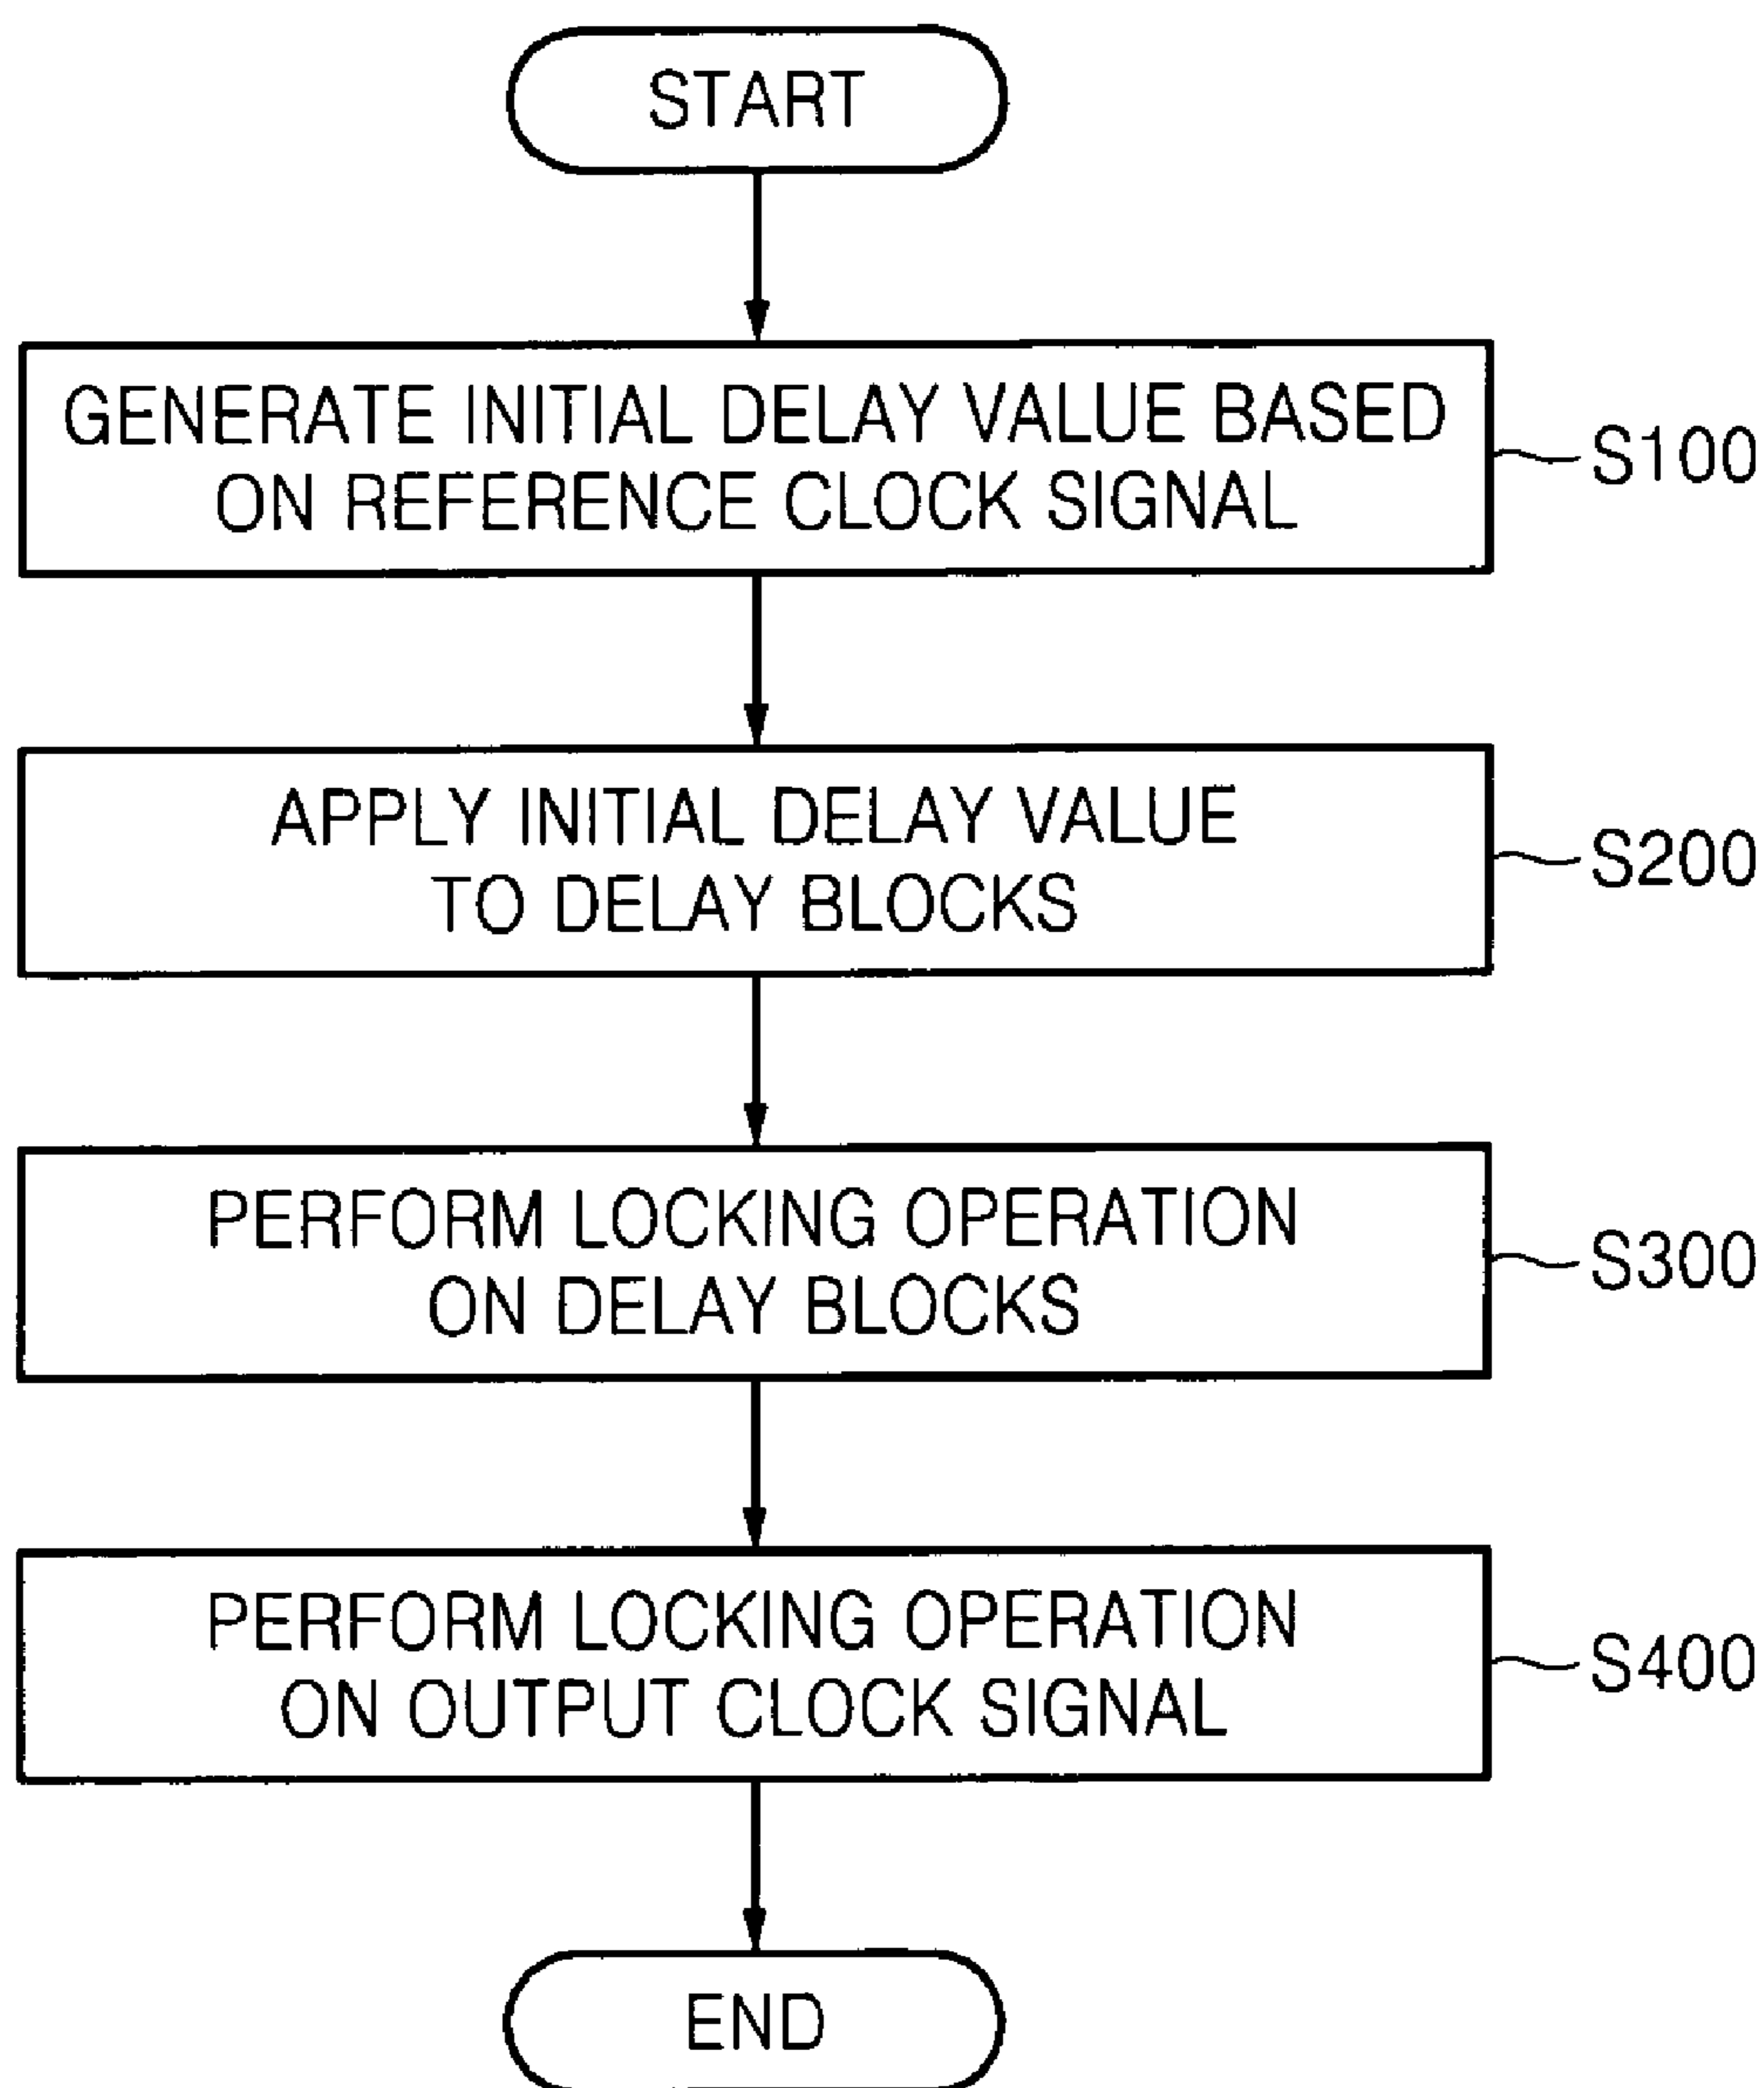 START
GENERATE INITIAL DELAY VALUE BASED
ON REFERENCE CLOCK SIGNAL
S100
APPLY INITIAL DELAY VALUE
TO DELAY BLOCKS
S200
PERFORM LOCKING OPERATION
ON DELAY BLOCKS
S300
PERFORM LOCKING OPERATION
ON OUTPUT CLOCK SIGNAL
S400
END